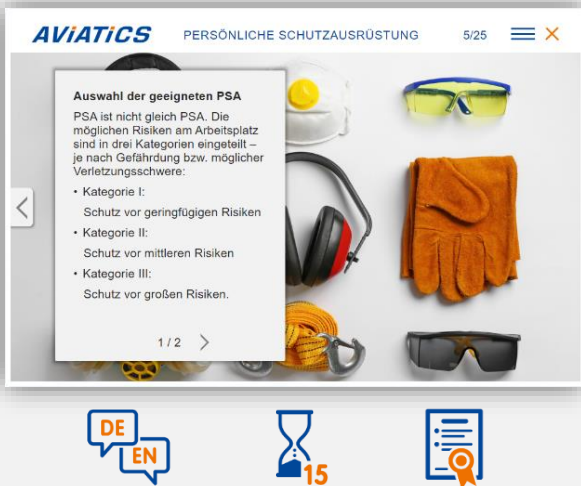 AViATiCS PERSÖNLICHE SCHUTZAUSRÜSTUNG 5/25
Auswahl der geeigneten PSA
PSA ist nicht gleich PSA. Die
möglichen Risiken am Arbeitsplatz
sind in drei Kategorien eingeteilt –
je nach Gefährdung bzw. möglicher
Verletzungsschwere:
• Kategorie I:
Schutz vor geringfügigen Risiken
• Kategorie II:
Schutz vor mittleren Risiken
• Kategorie III:
Schutz vor großen Risiken.
1 / 2
DE
EN
15